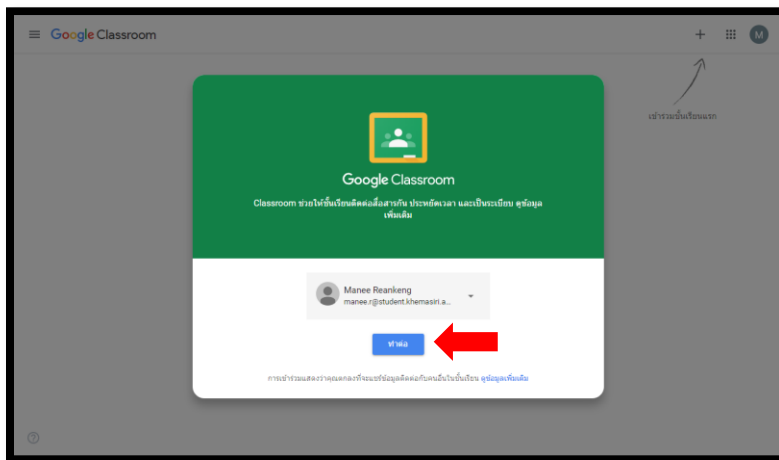 Google Classroom
M
เข้าร่วมชั้นเรียนแรก
Google Classroom
Classroom ช่วยให้ชั้นเรียนติดต่อสื่อสารกัน ประหยัดเวลา และเป็นระเบียบ ดูข้อมูล
เพิ่มเติม
Manee Reankeng
manee.r@student.khemasiri.a...
ทำต่อ
การเข้าร่วมแสดงว่าคุณตกลงที่จะแชร์ข้อมูลติดต่อกับคนอื่นในชั้นเรียน ดูข้อมูลเพิ่มเติม